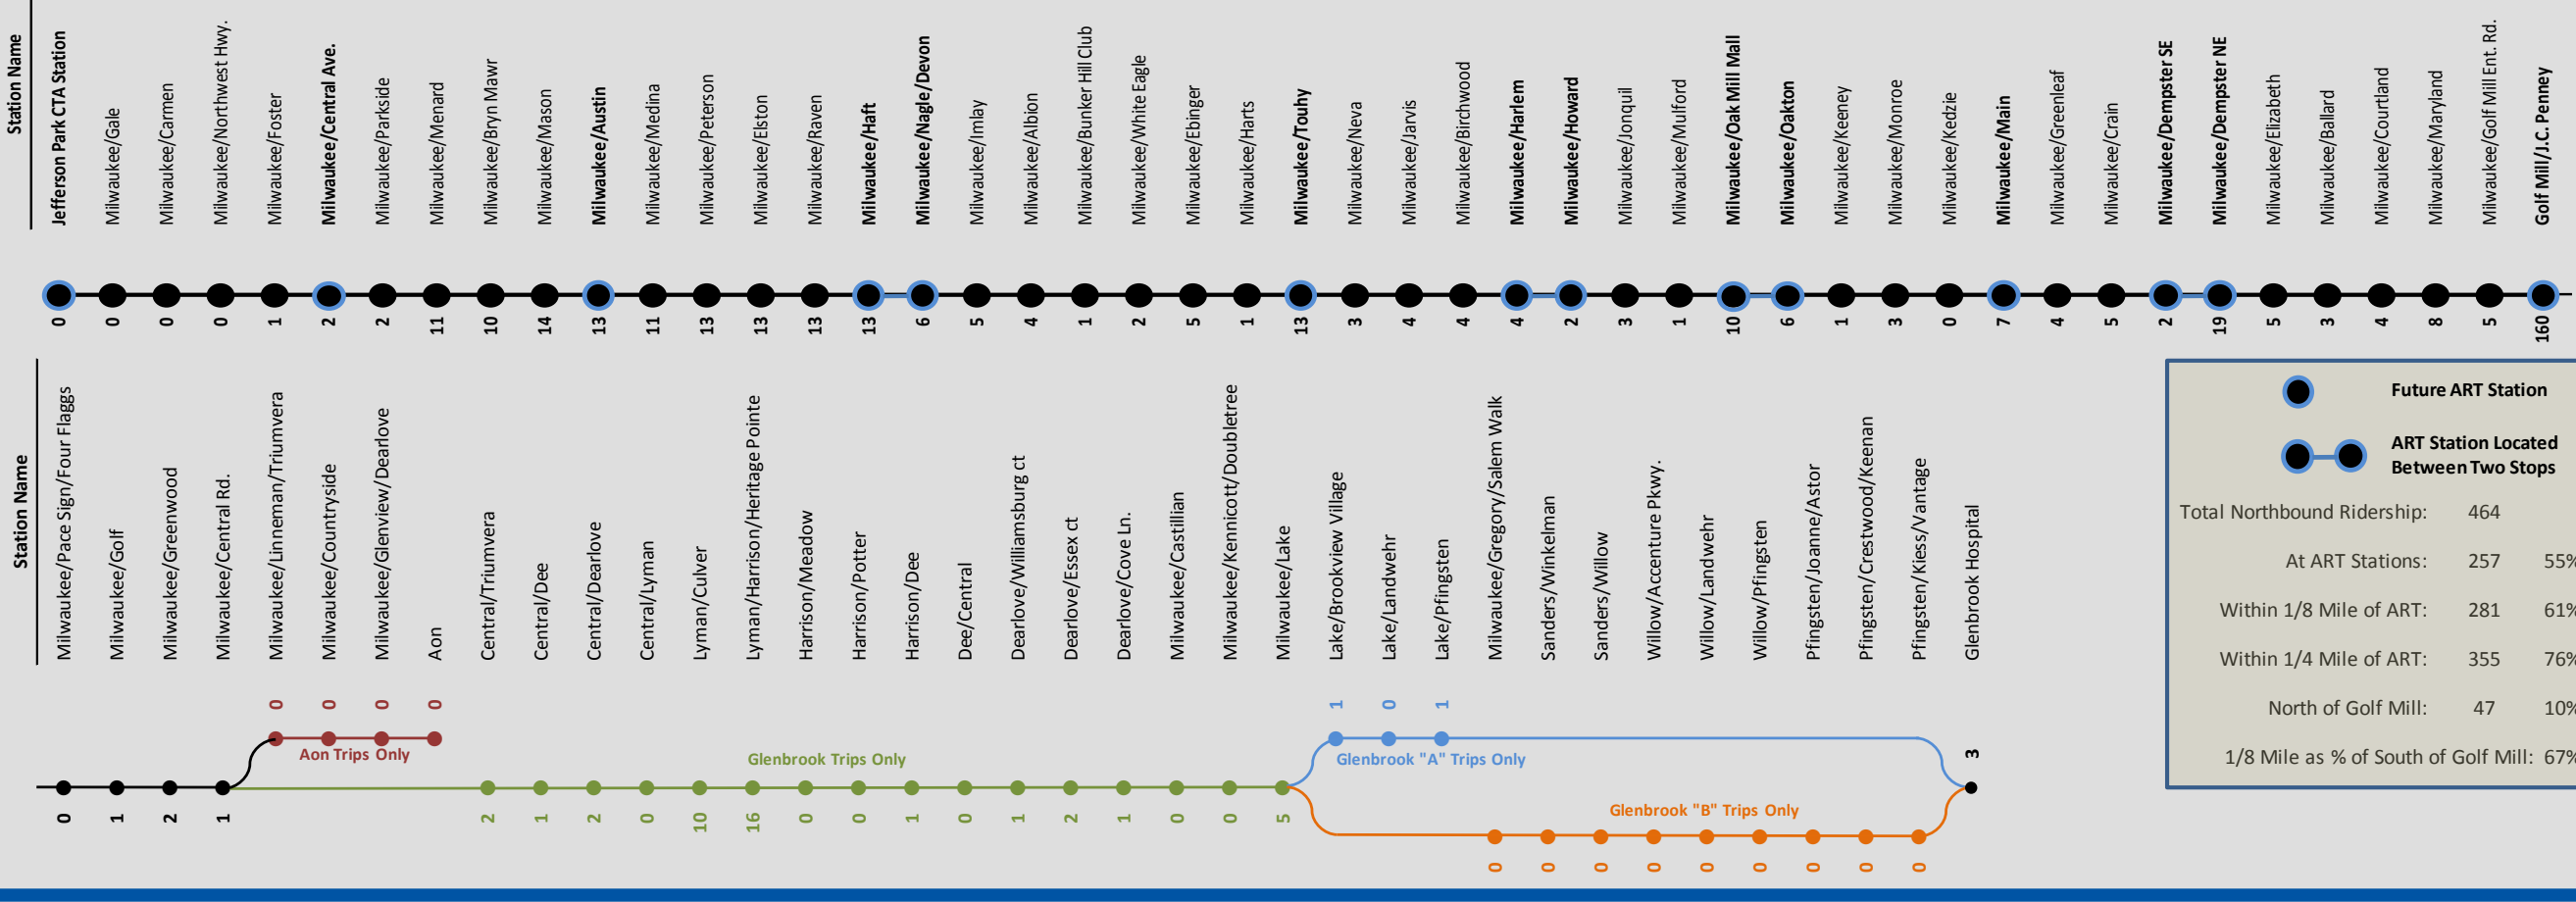 Station Name
Jefferson Park CTA Station
Milwaukee/Gale
Milwaukee/Carmen
Milwaukee/Northwest Hwy.
Milwaukee/Foster
Milwaukee/Central Ave.
Milwaukee/Parkside
Milwaukee/Menard
Milwaukee/Bryn Mawr
Milwaukee/Mason
Milwaukee/Austin
Milwaukee/Medina
Milwaukee/Peterson
Milwaukee/Elston
Milwaukee/Raven
Milwaukee/Haft
Milwaukee/Nagle/Devon
Milwaukee/Imlay
Milwaukee/Albion
Milwaukee/Bunker Hill Club
Milwaukee/White Eagle
Milwaukee/Ebinger
Milwaukee/Harts
Milwaukee/Touhy
Milwaukee/Neva
Milwaukee/Jarvis
Milwaukee/Birchwood
Milwaukee/Harlem
Milwaukee/Howard
Milwaukee/Jonquil
Milwaukee/Mulford
Milwaukee/Oak Mill Mall
Milwaukee/Oakton
Milwaukee/Keeney
Milwaukee/Monroe
Milwaukee/Kedzie
Milwaukee/Main
Milwaukee/Greenleaf
Milwaukee/Crain
Milwaukee/Dempster SE
Milwaukee/Dempster NE
Milwaukee/Elizabeth
Milwaukee/Ballard
Milwaukee/Courtland
Milwaukee/Maryland
Milwaukee/Golf Mill Ent. Rd.
Golf Mill/J.C. Penney
0
0
0
0
1
2
2
11
10
14
13
11
13
13
13
13
6
5
4
1
2
5
1
13
3
4
4
4
2
3
1
10
6
1
3
0
7
4
5
2
19
5
3
4
8
5
160
Station Name
Milwaukee/Pace Sign/Four Flaggs
Milwaukee/Golf
Milwaukee/Greenwood
Milwaukee/Central Rd.
Milwaukee/Linneman/Triumvera
Milwaukee/Countryside
Milwaukee/Glenview/Dearlove
Aon
Central/Triumvera
Central/Dee
Central/Dearlove
Central/Lyman
Lyman/Culver
Lyman/Harrison/Heritage Pointe
Harrison/Meadow
Harrison/Potter
Harrison/Dee
Dee/Central
Dearlove/Williamsburg ct
Dearlove/Essex ct
Dearlove/Cove Ln.
Milwaukee/Castillian
Milwaukee/Kennicott/Doubletree
Milwaukee/Lake
Lake/Brookview Village
Lake/Landwehr
Lake/Pfingsten
Milwaukee/Gregory/Salem Walk
Sanders/Winkelman
Sanders/Willow
Willow/Accenture Pkwy.
Willow/Landwehr
Willow/Pfingsten
Pfingsten/Joanne/Astor
Pfingsten/Crestwood/Keenan
Pfingsten/Kiess/Vantage
Glenbrook Hospital
0
0
0
0
Aon Trips Only
Glenbrook Trips Only
1
0
1
Glenbrook "A" Trips Only
3
0
1
2
1
2
1
2
0
10
16
0
0
1
0
1
2
1
0
0
5
Glenbrook "B" Trips Only
0
0
0
0
0
0
0
0
0
Future ART Station
ART Station Located
Between Two Stops
Total Northbound Ridership: 464
At ART Stations: 257 55%
Within 1/8 Mile of ART: 281 61%
Within 1/4 Mile of ART: 355 76%
North of Golf Mill: 47 10%
1/8 Mile as % of South of Golf Mill: 67%